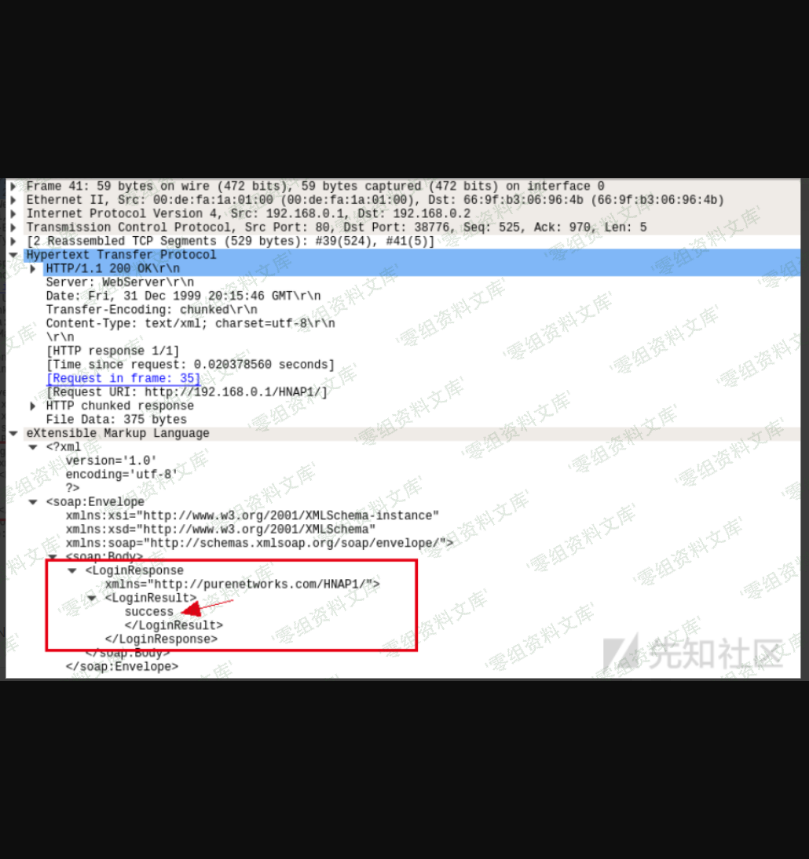 Frame 41: 59 bytes on wire (472 bits), 59 bytes captured (472 bits) on interface 0
Ethernet II, Src: 00:de:fa:1a:01:00 (00:de:fa:1a:01:00), Dst: 66:9f:b3:06:96:4b (66:9f:b3:06:96:4b)
Internet Protocol Version 4, Src: 192.168.0.1, Dst: 192.168.0.2
Transmission Control Protocol, Src Port: 80, Dst Port: 38776, Seq: 525, Ack: 970, Len: 5
[2 Reassembled TCP Segments (529 bytes): #39(524), #41(5)]
Hypertext Transfer Protocol
HTTP/1.1 200 OK\r\n
Server: WebServer\r\n
Date: Fri, 31 Dec 1999 20:15:46 GMT\r\n
Transfer-Encoding: chunked\r\n
Content-Type: text/xml; charset=utf-8\r\n
\r\n
[HTTP response 1/1]
[Time since request: 0.020378560 seconds]
[Request in frame: 35]
[Request URI: http://192.168.0.1/HNAP1/]
HTTP chunked response
File Data: 375 bytes
eXtensible Markup Language
<?xml
version='1.0'
encoding='utf-8'
?>
<soap:Envelope
xmlns:xsi="http://www.w3.org/2001/XMLSchema-instance"
xmlns:xsd="http://www.w3.org/2001/XMLSchema"
xmlns:soap="http://schemas.xmlsoap.org/soap/envelope/">
<soap:Body>
<LoginResponse
xmlns="http://purenetworks.com/HNAP1/">
<LoginResult>
success
</LoginResult>
</LoginResponse>
</soap:Body>
</soap:Envelope>
'零组资料文库'
先知社区